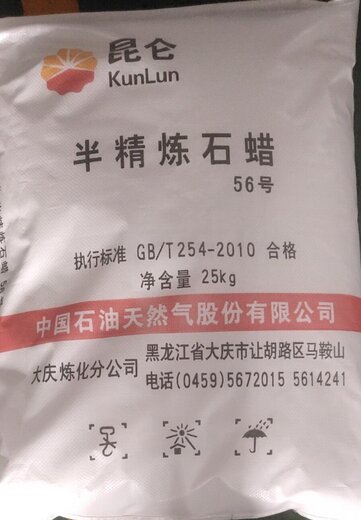 昆仑
KunLun
半精炼石蜡
56号
执行标准 GB/T254-2010 合格
净含量 25kg
中国石油天然气股份有限公司
大庆炼化分公司
黑龙江省大庆市让胡路区马鞍山
电话(0459)5672015 5614241